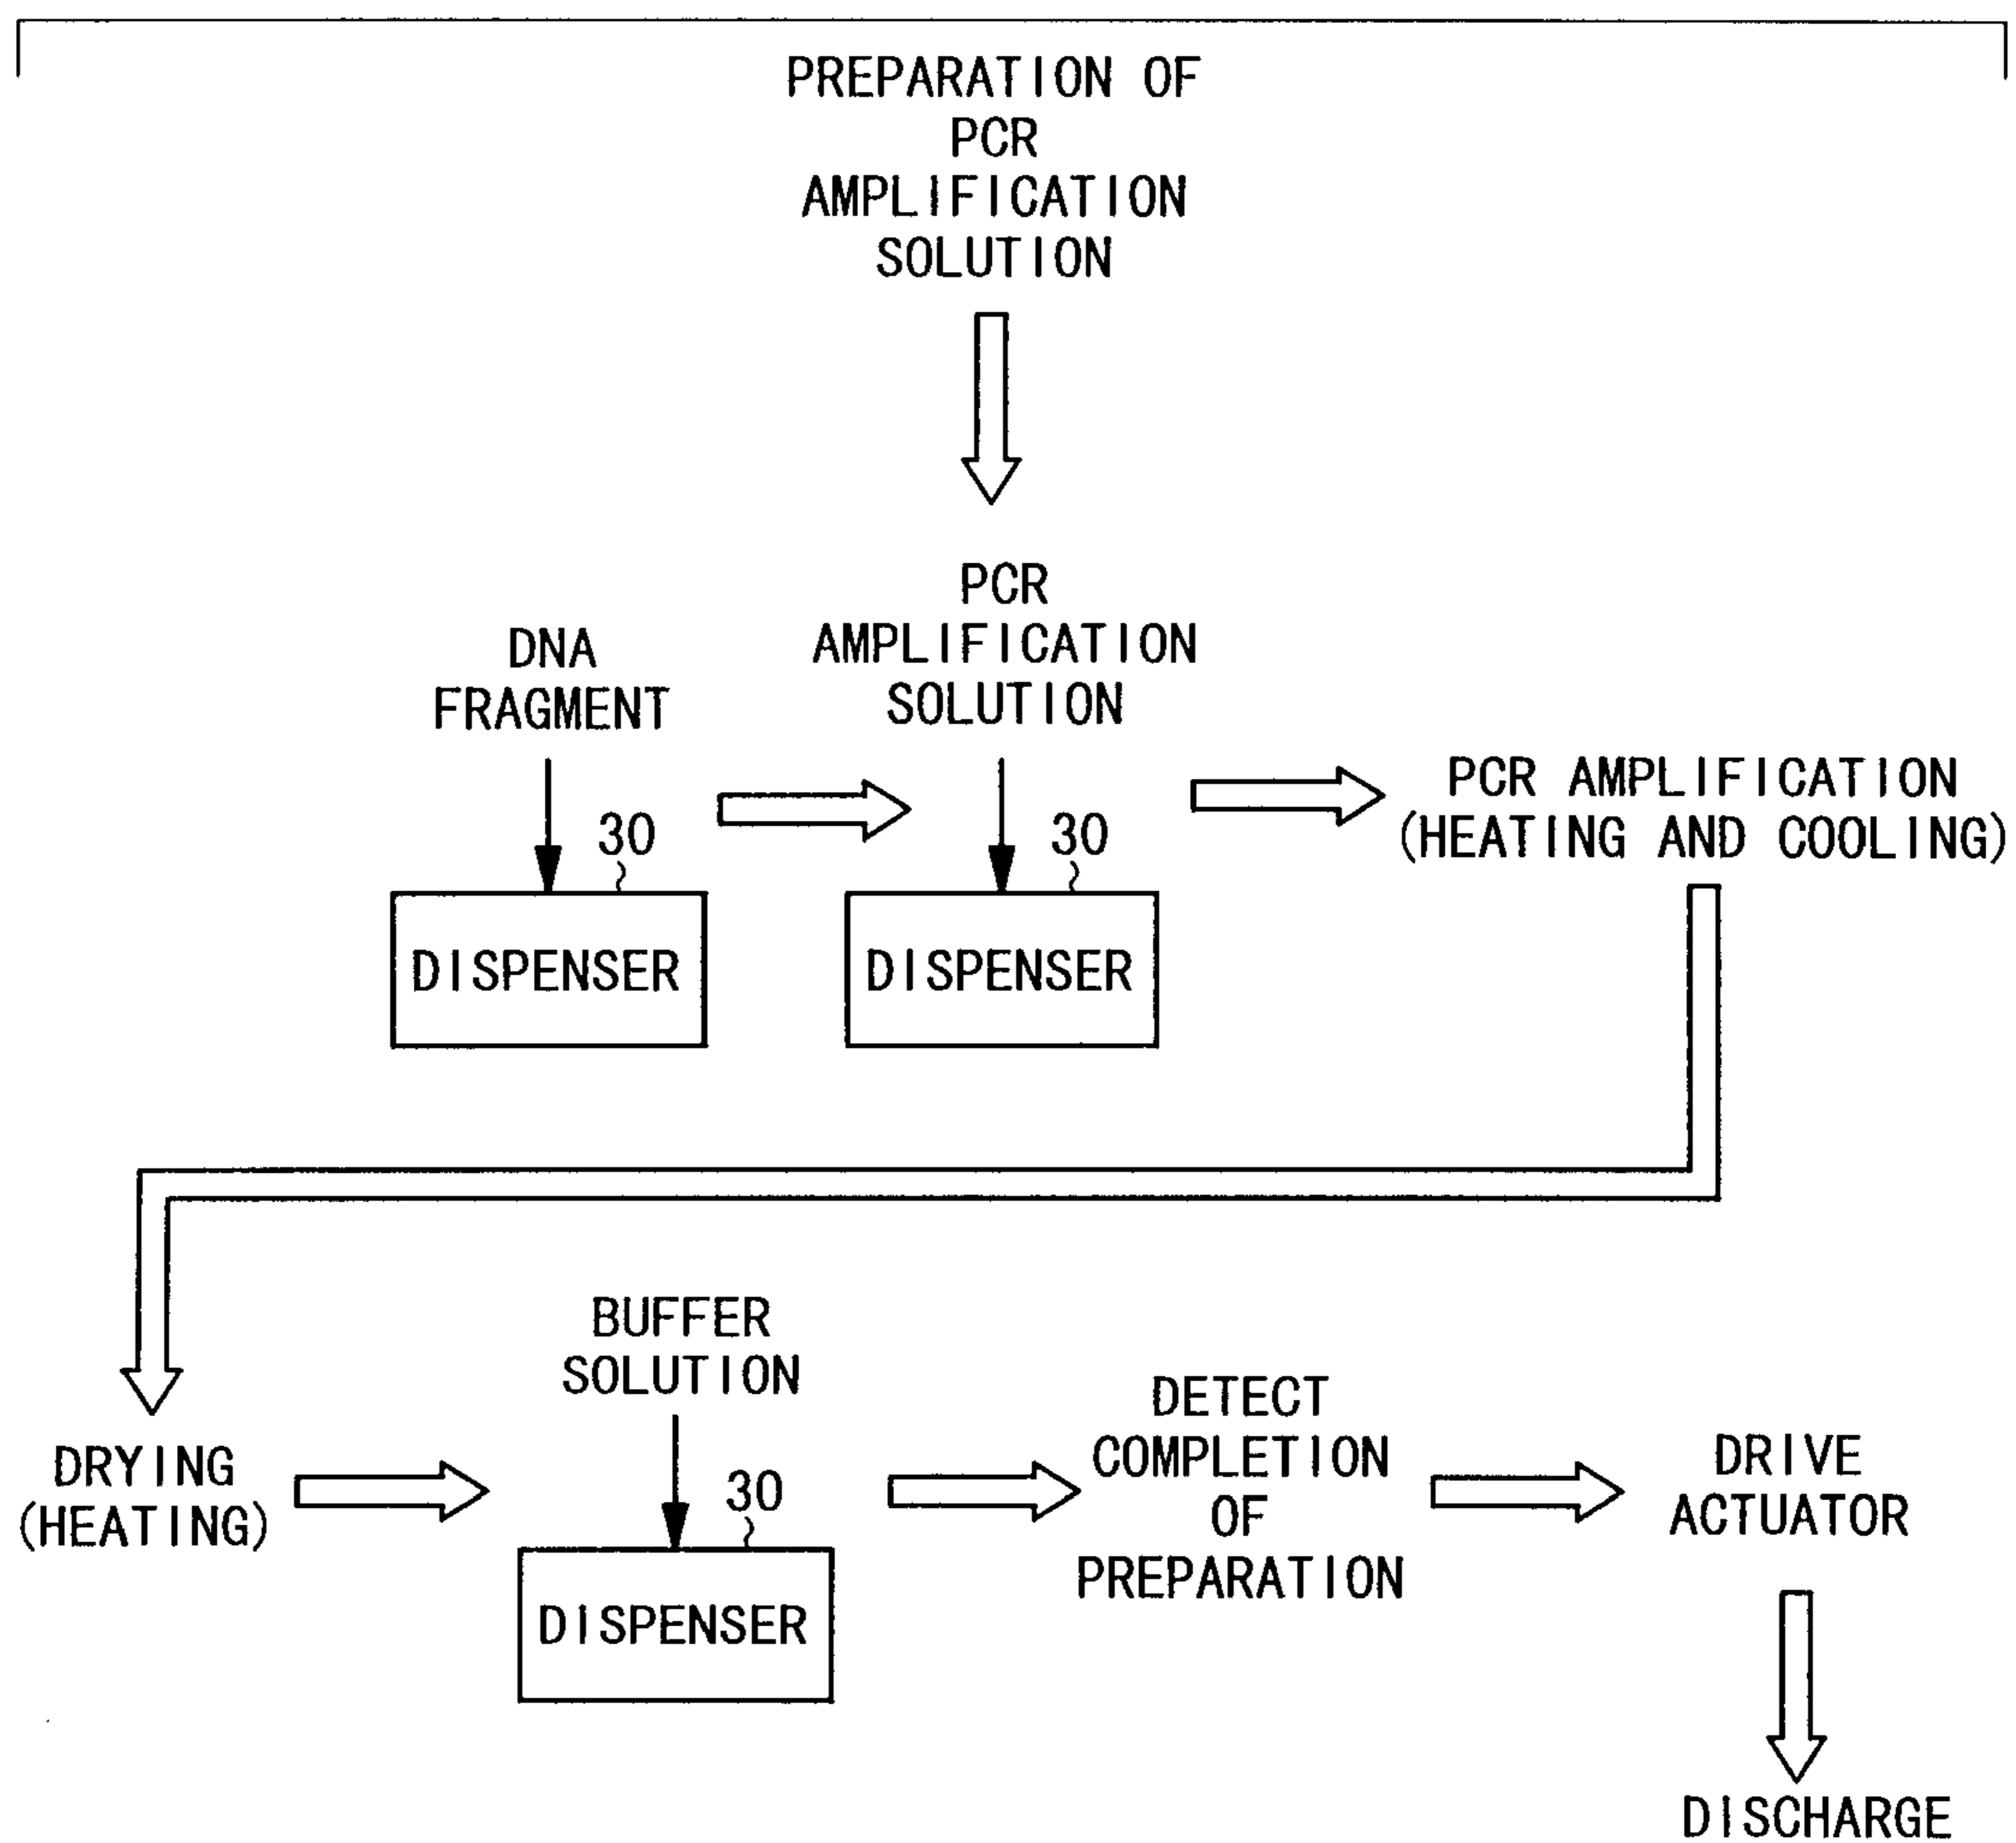 PREPARATION OF
PCR
AMPLIFICATION
SOLUTION
DNA
FRAGMENT
30
DISPENSER
PCR
AMPLIFICATION
SOLUTION
30
DISPENSER
PCR AMPLIFICATION
(HEATING AND COOLING)
DRYING
(HEATING)
BUFFER
SOLUTION
30
DISPENSER
DETECT
COMPLETION
OF
PREPARATION
DRIVE
ACTUATOR
DISCHARGE